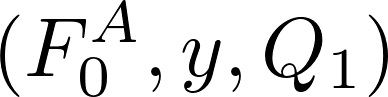 $(F_0^A, y, Q_1)$